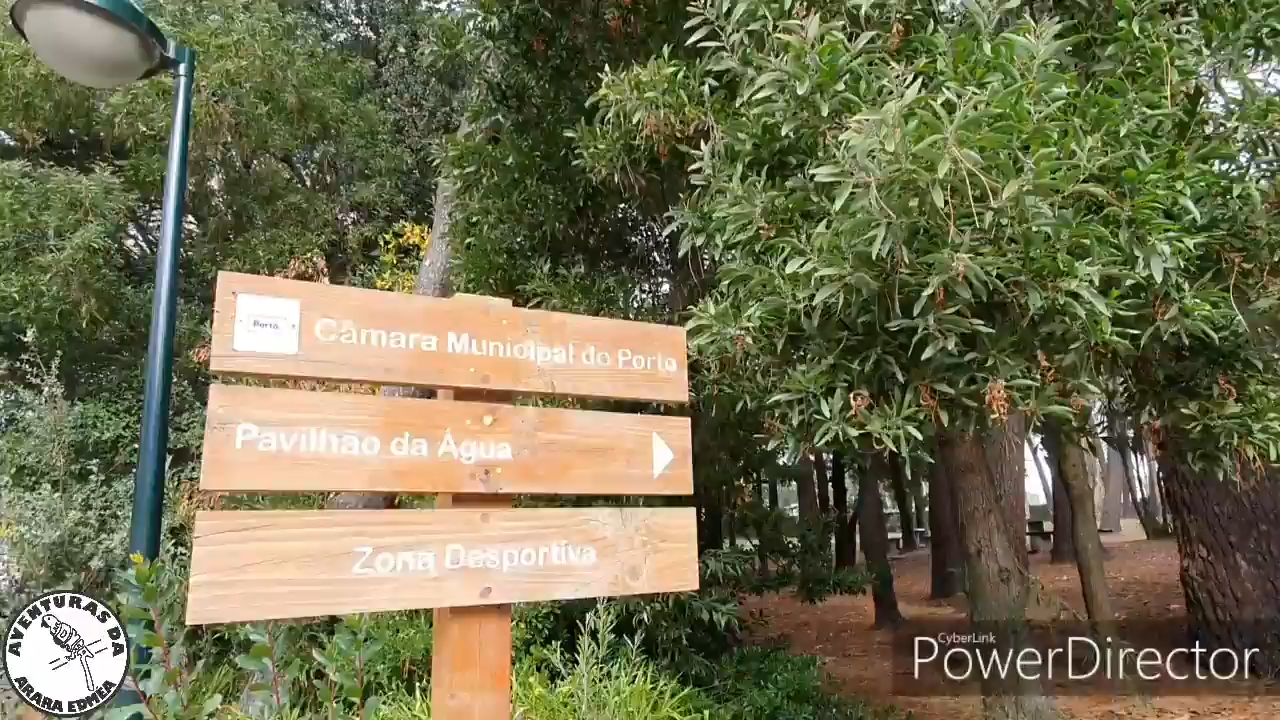 Porto.
Câmara Municipal do Porto
Pavilhão da Água
Zona Desportiva
AVENTURAS DA
ARARA EDMEA
CyberLink
PowerDirector